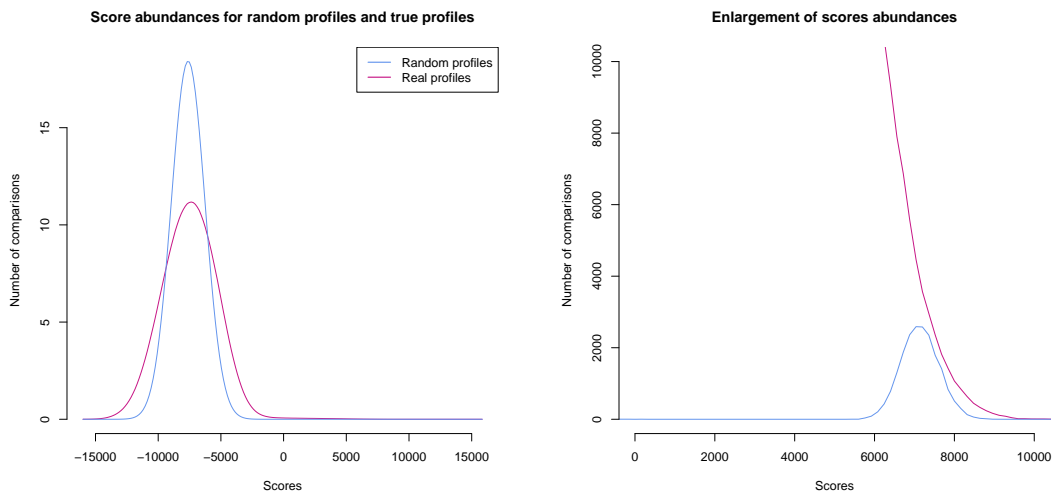 Score abundances for random profiles and true profiles
Random profiles
Real profiles
Number of comparisons
0
5
10
15
−15000 −10000 −5000 0 5000 10000 15000
Scores
Enlargement of scores abundances
Number of comparisons
0
2000
4000
6000
8000
10000
0 2000 4000 6000 8000 10000
Scores